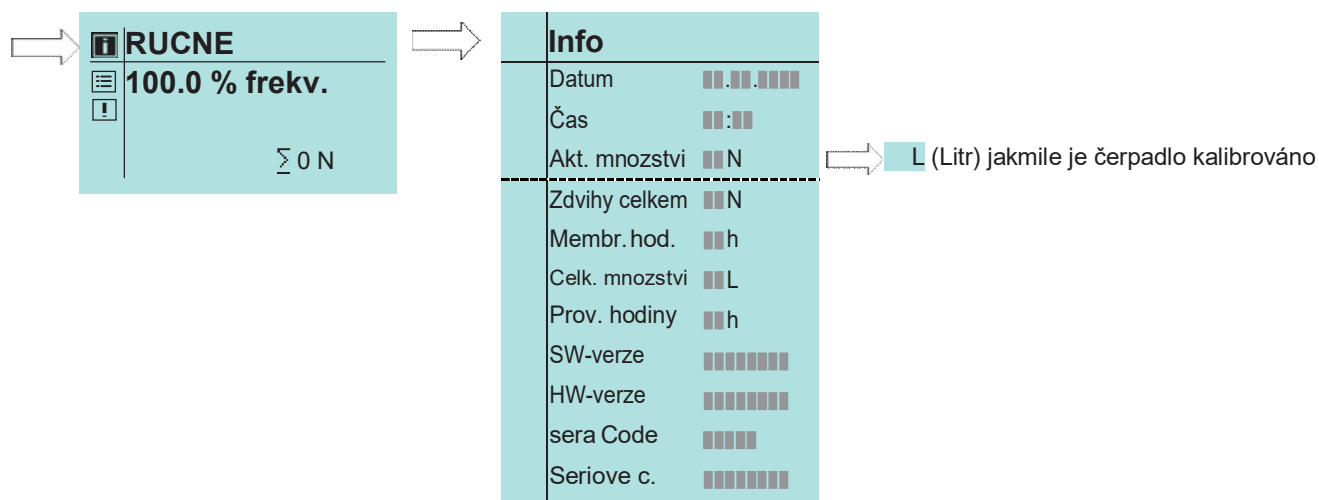 RUCNE
100.0 % frekv.
∑ 0 N
Info
Datum . .
Čas :
Akt. mnozstvi N
L (Litr) jakmile je čerpadlo kalibrováno
Zdvihy celkem N
Membr. hod. h
Celk. mnozstvi L
Prov. hodiny h
SW-verze
HW-verze
sera Code
Seriove c.